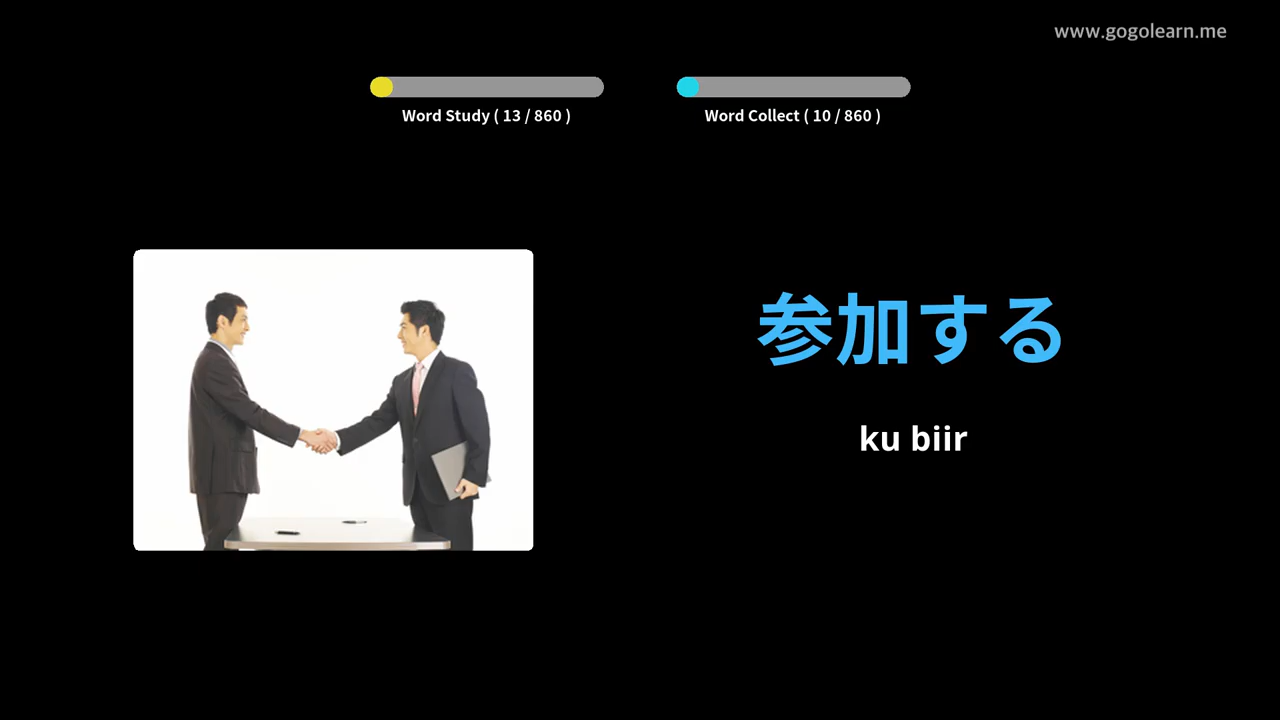 www.gogolearn.me
Word Study ( 13 / 860 )
Word Collect ( 10 / 860 )
参加する
ku biir